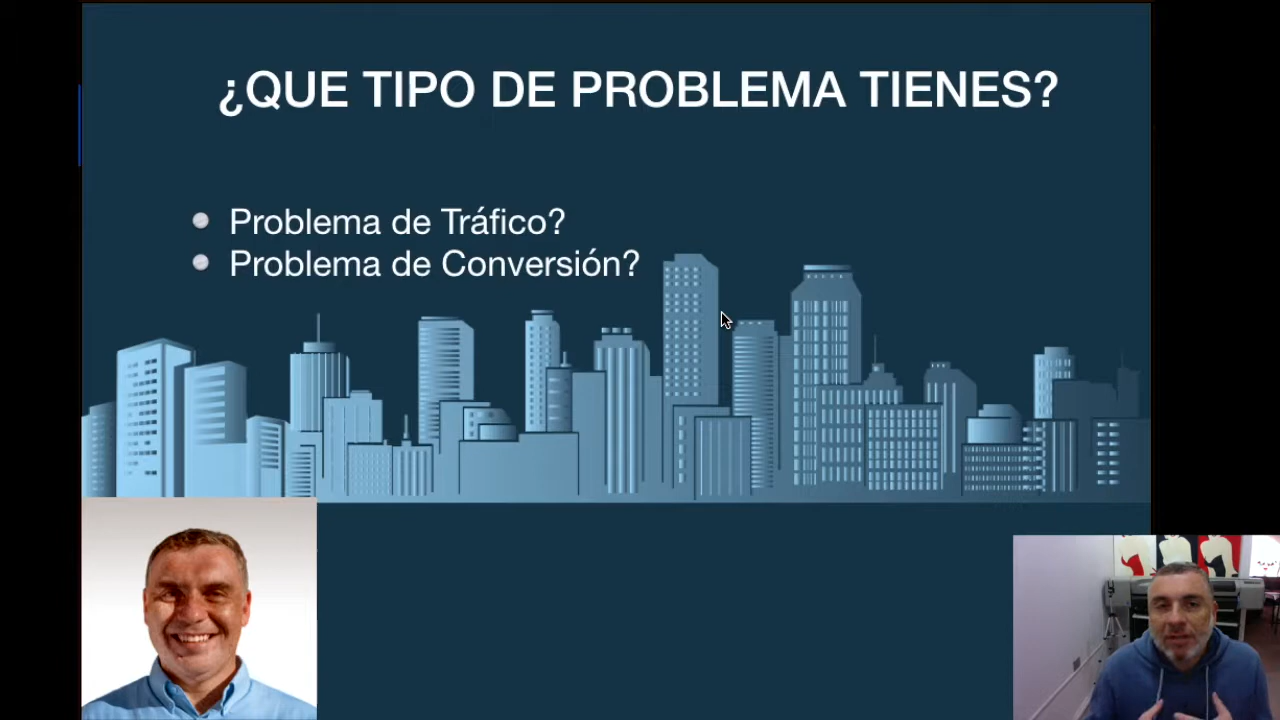 ¿QUE TIPO DE PROBLEMA TIENES?
Problema de Tráfico?
Problema de Conversión?